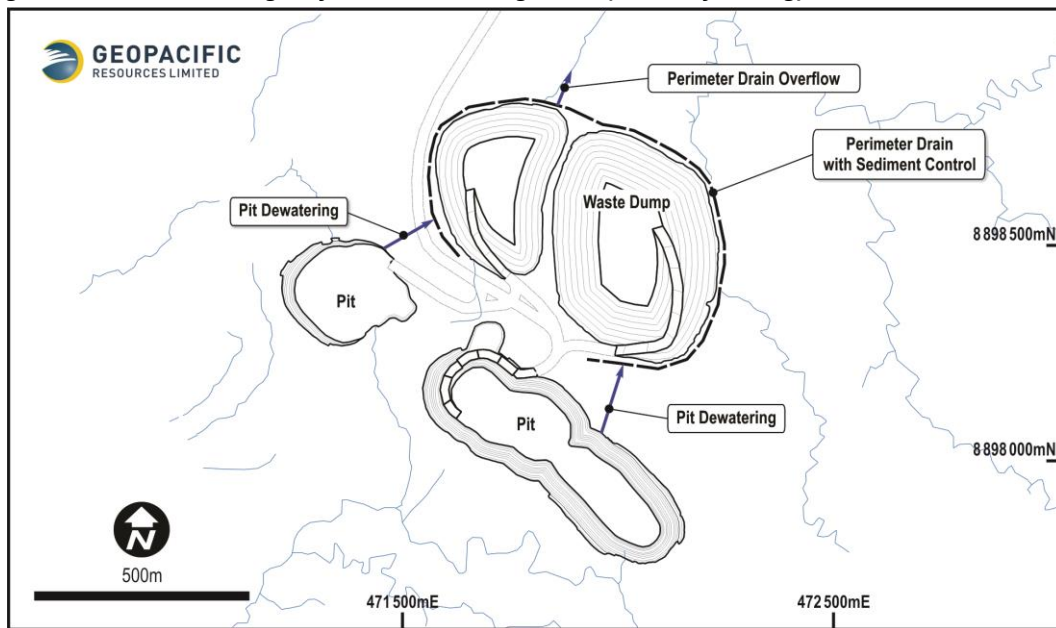 GEOPACIFIC
RESOURCES LIMITED
Perimeter Drain Overflow
Perimeter Drain
with Sediment Control
Waste Dump
Pit Dewatering
8 898 500mN
Pit
Pit
Pit Dewatering
8 898 000mN
N
500m
471 500mE
472 500mE